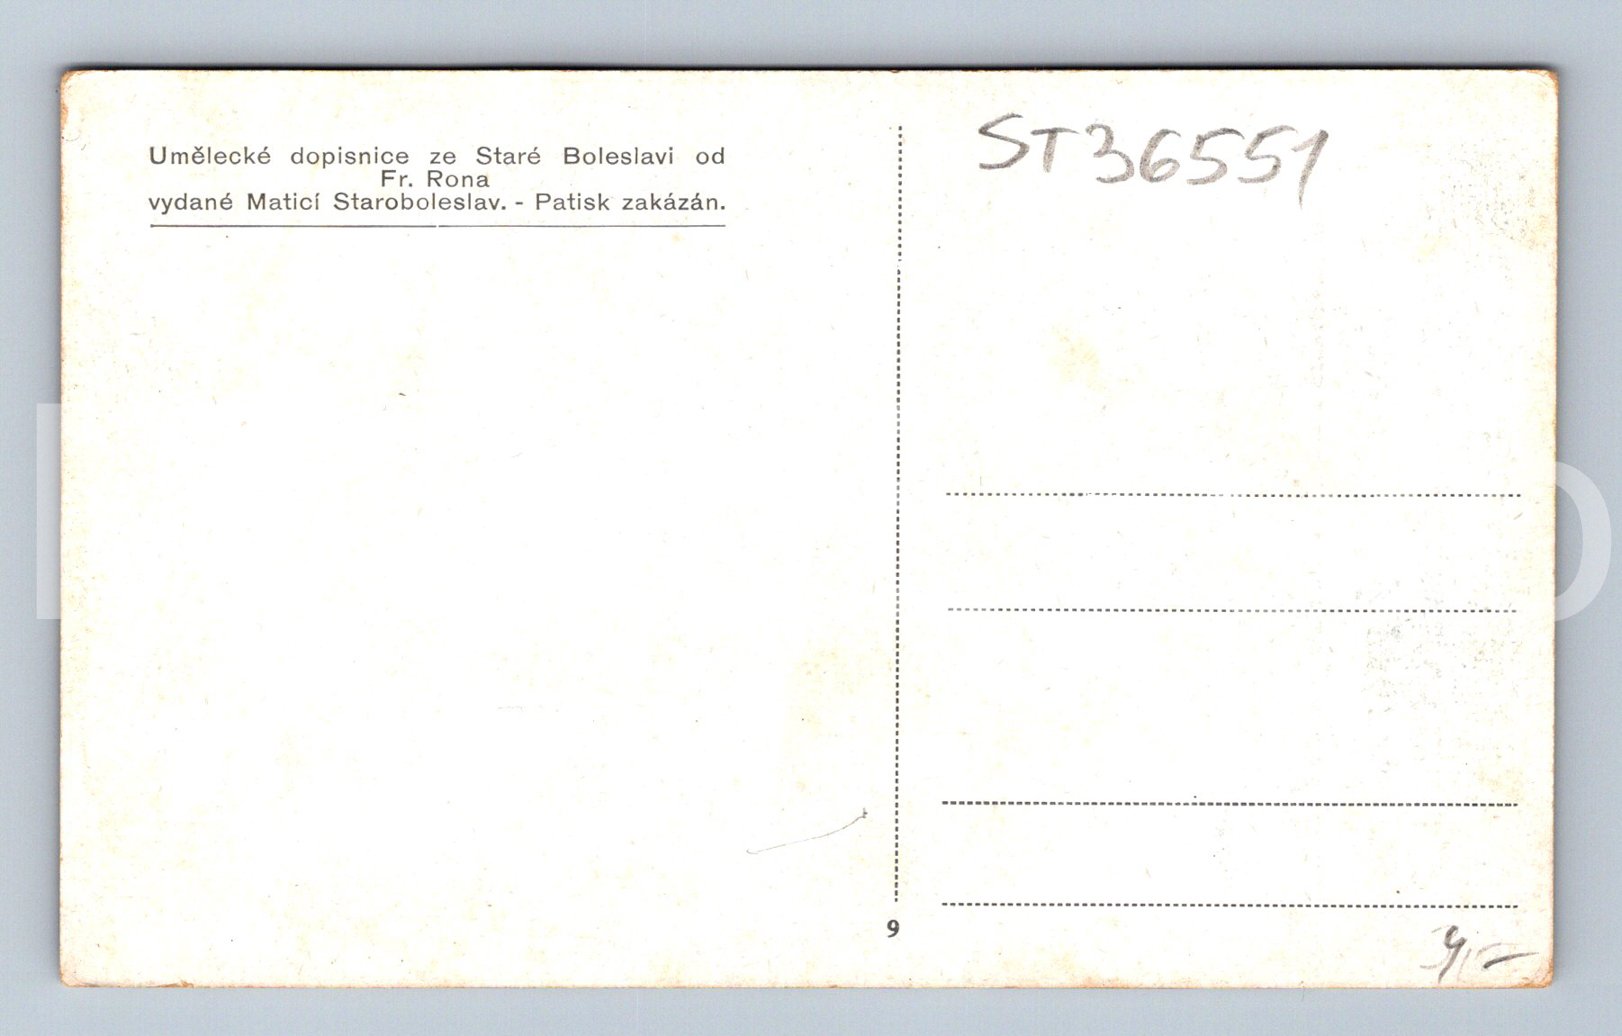 Umělecké dopisnice ze Staré Boleslavi od
Fr. Rona
vydané Maticí Staroboleslav. - Patisk zakázán.
ST36551
9